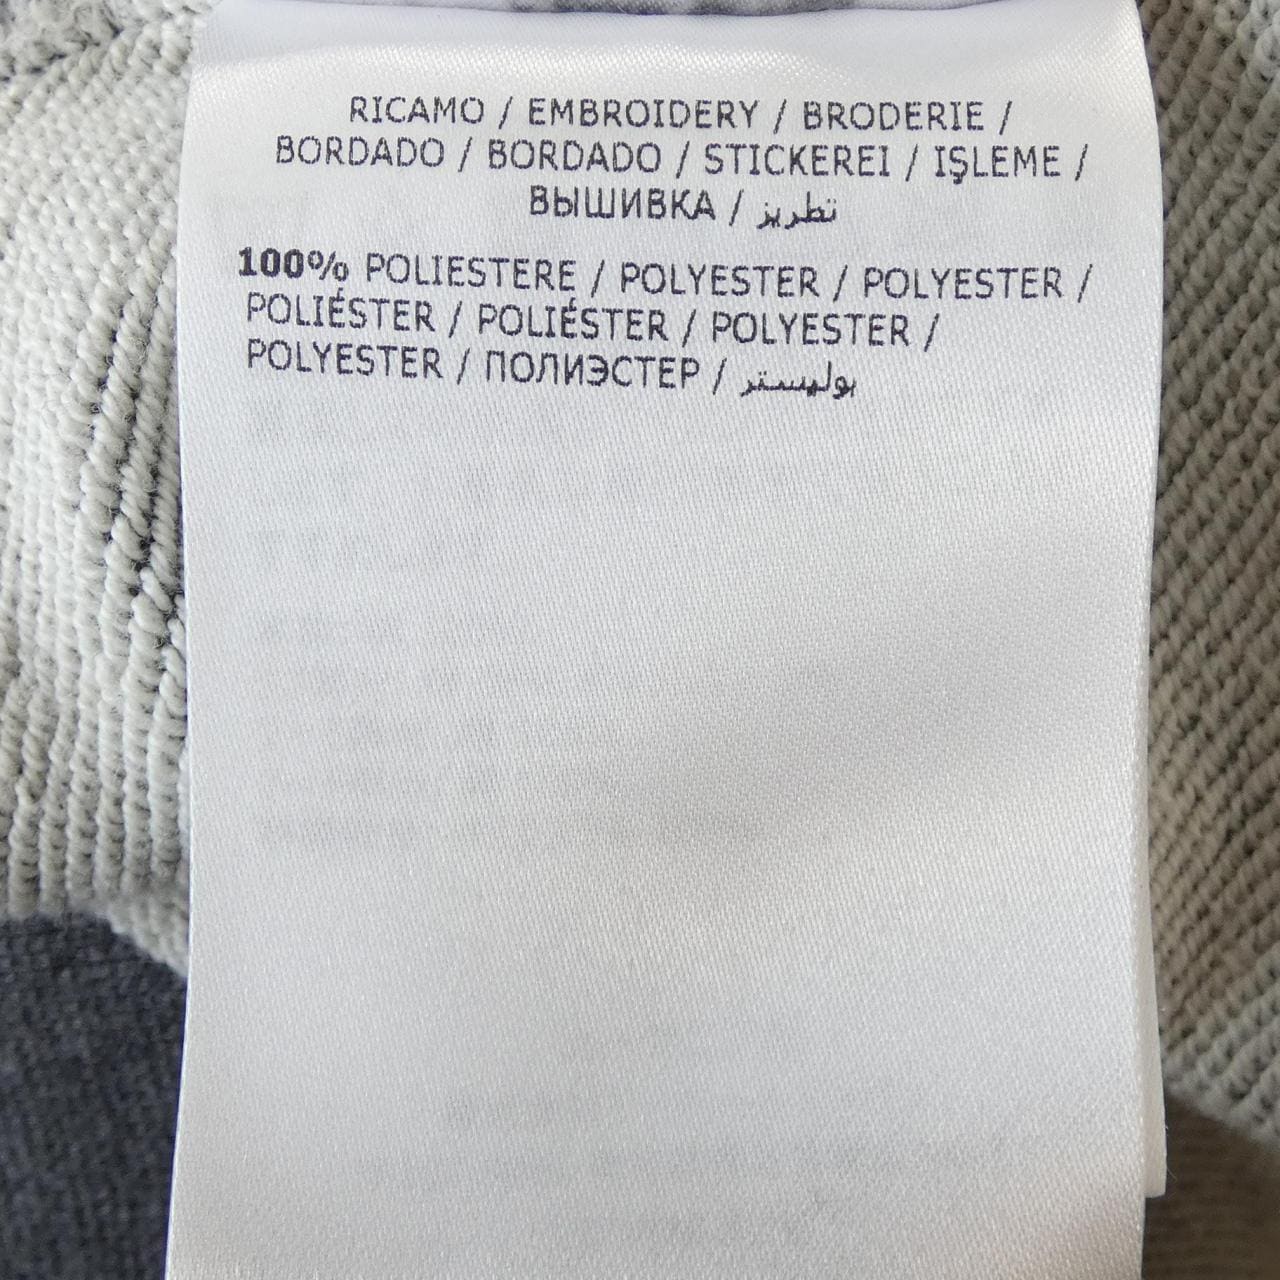 RICAMO / EMBROIDERY / BRODERIE /
BORDADO / BORDADO / STICKEREI / IŞLEME /
ВЫШИВКА / تطريز
100% POLIESTERE / POLYESTER / POLYESTER /
POLIÉSTER / POLIÉSTER / POLYESTER /
POLYESTER / ПОЛИЭСТЕР / بوليستر